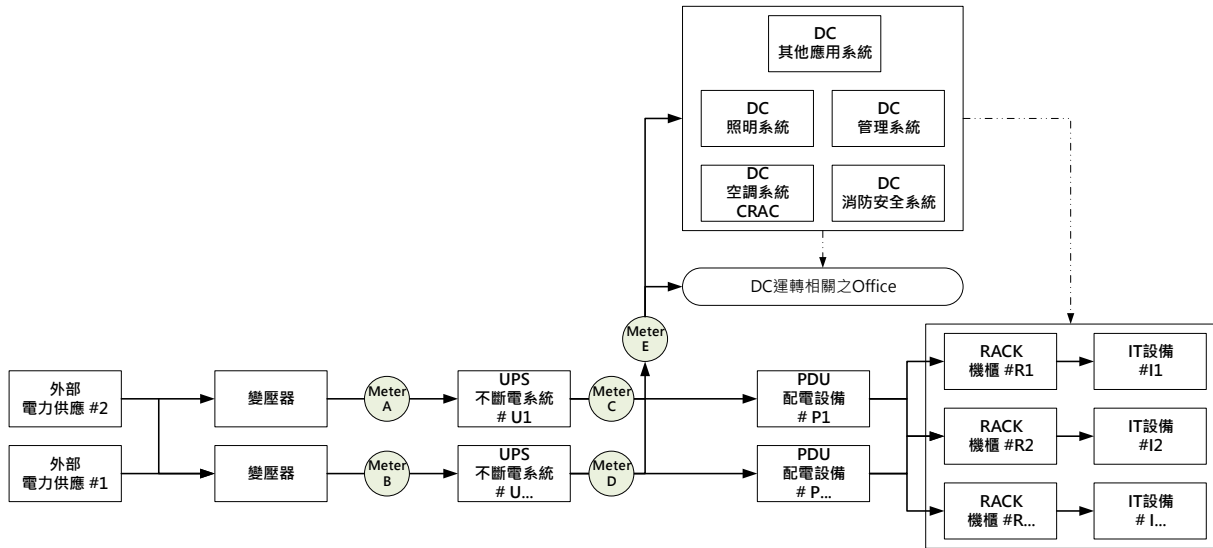 DC
其他應用系統
DC
照明系統
DC
管理系統
DC
空調系統
CRAC
DC
消防安全系統
DC運轉相關之Office
Meter
E
外部
電力供應 #2
變壓器
Meter
A
UPS
不斷電系統
# U1
Meter
C
PDU
配電設備
# P1
RACK
機櫃 #R1
IT設備
#I1
RACK
機櫃 #R2
IT設備
#I2
外部
電力供應 #1
變壓器
Meter
B
UPS
不斷電系統
# U...
Meter
D
PDU
配電設備
# P...
RACK
機櫃 #R...
IT設備
# I...